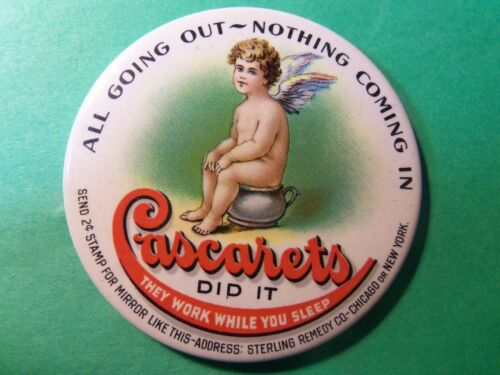 ALL GOING OUT~NOTHING COMING IN
Cascarets
DID IT
THEY WORK WHILE YOU SLEEP
SEND 2¢ STAMP FOR MIRROR LIKE THIS-ADDRESS: STERLING REMEDY CO-CHICAGO OR NEW YORK.